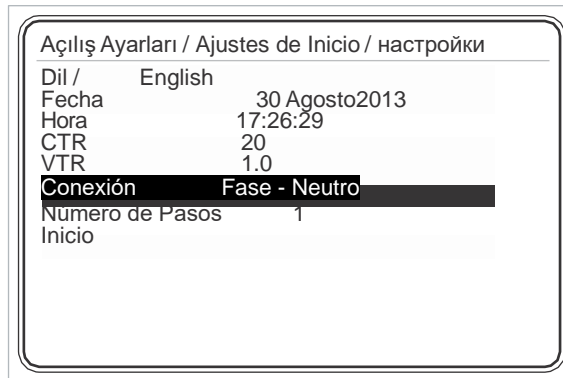 Açılış Ayarları / Ajustes de Inicio / настройки
Dil / English
Fecha 30 Agosto2013
Hora 17:26:29
CTR 20
VTR 1.0
Conexión Fase - Neutro
Número de Pasos 1
Inicio